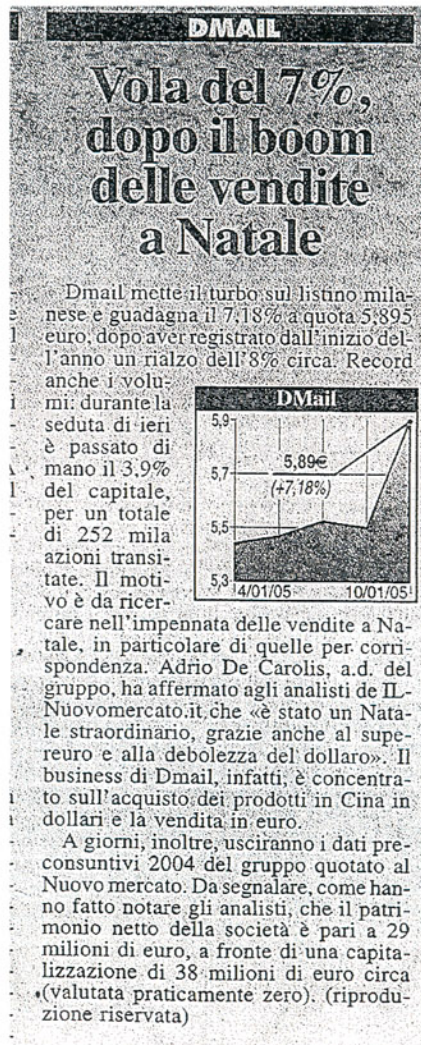 DMAIL
Vola del 7%,
dopo il boom
delle vendite
a Natale
Dmail mette il turbo sul listino mila-
nese e guadagna il 7,18% a quota 5,895
euro, dopo aver registrato dall'inizio del-
l'anno un rialzo dell'8% circa. Record
anche i volu-
mi: durante la
seduta di ieri
è passato di
mano il 3,9%
del capitale,
per un totale
di 252 mila
azioni transi-
tate. Il moti-
vo è da ricer-
DMail
5,9
5,7
5,5
5,3
5,89€
(+7,18%)
4/01/05
10/01/05
care nell'impennata delle vendite a Na-
tale, in particolare di quelle per corri-
spondenza. Adrio De Carolis, a.d. del
gruppo, ha affermato agli analisti de IL-
Nuovomercato.it che «è stato un Nata-
le straordinario, grazie anche al supe-
reuro e alla debolezza del dollaro». Il
business di Dmail, infatti, è concentra-
to sull'acquisto dei prodotti in Cina in
dollari e la vendita in euro.
A giorni, inoltre, usciranno i dati pre-
consuntivi 2004 del gruppo quotato al
Nuovo mercato. Da segnalare, come han-
no fatto notare gli analisti, che il patri-
monio netto della società è pari a 29
milioni di euro, a fronte di una capita-
lizzazione di 38 milioni di euro circa
(valutata praticamente zero). (riprodu-
zione riservata)